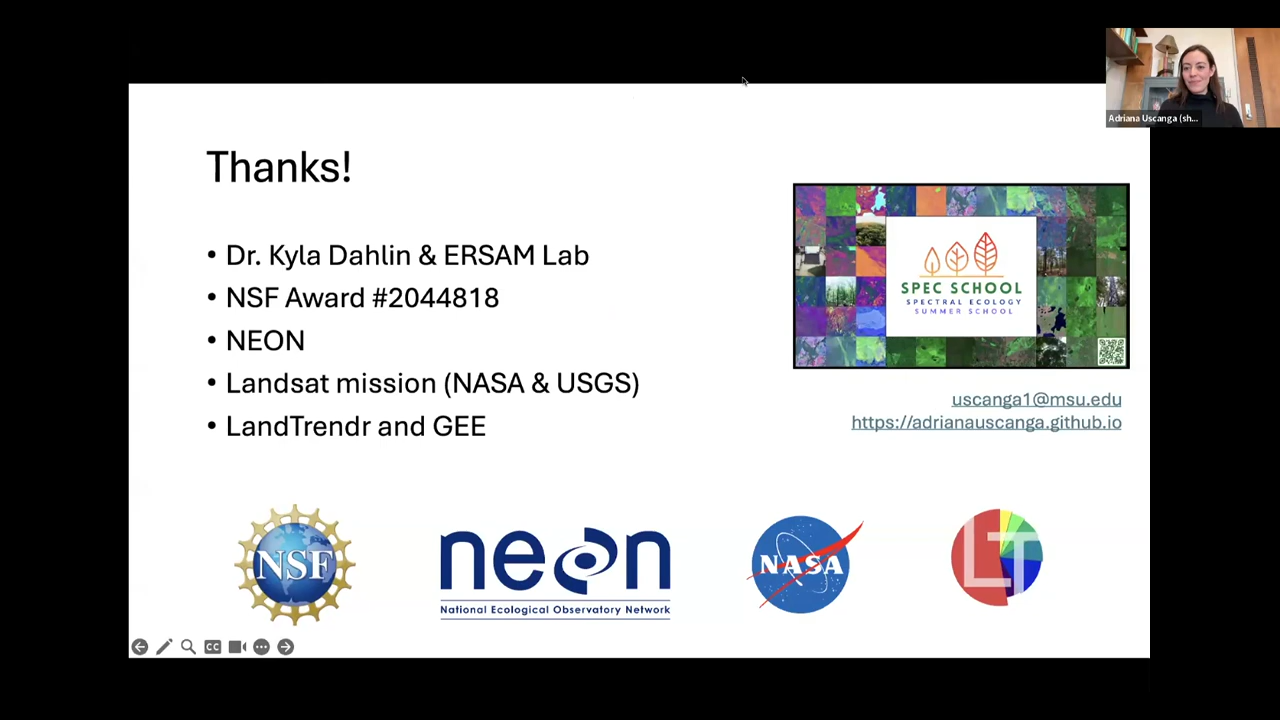 Adriana Uscanga (sh...
Thanks!
• Dr. Kyla Dahlin & ERSAM Lab
• NSF Award #2044818
• NEON
• Landsat mission (NASA & USGS)
• LandTrendr and GEE
SPEC SCHOOL
SPECTRAL ECOLOGY
SUMMER SCHOOL
uscanga1@msu.edu
https://adrianauscanga.github.io
NSF
neon
National Ecological Observatory Network
NASA
LT
CC